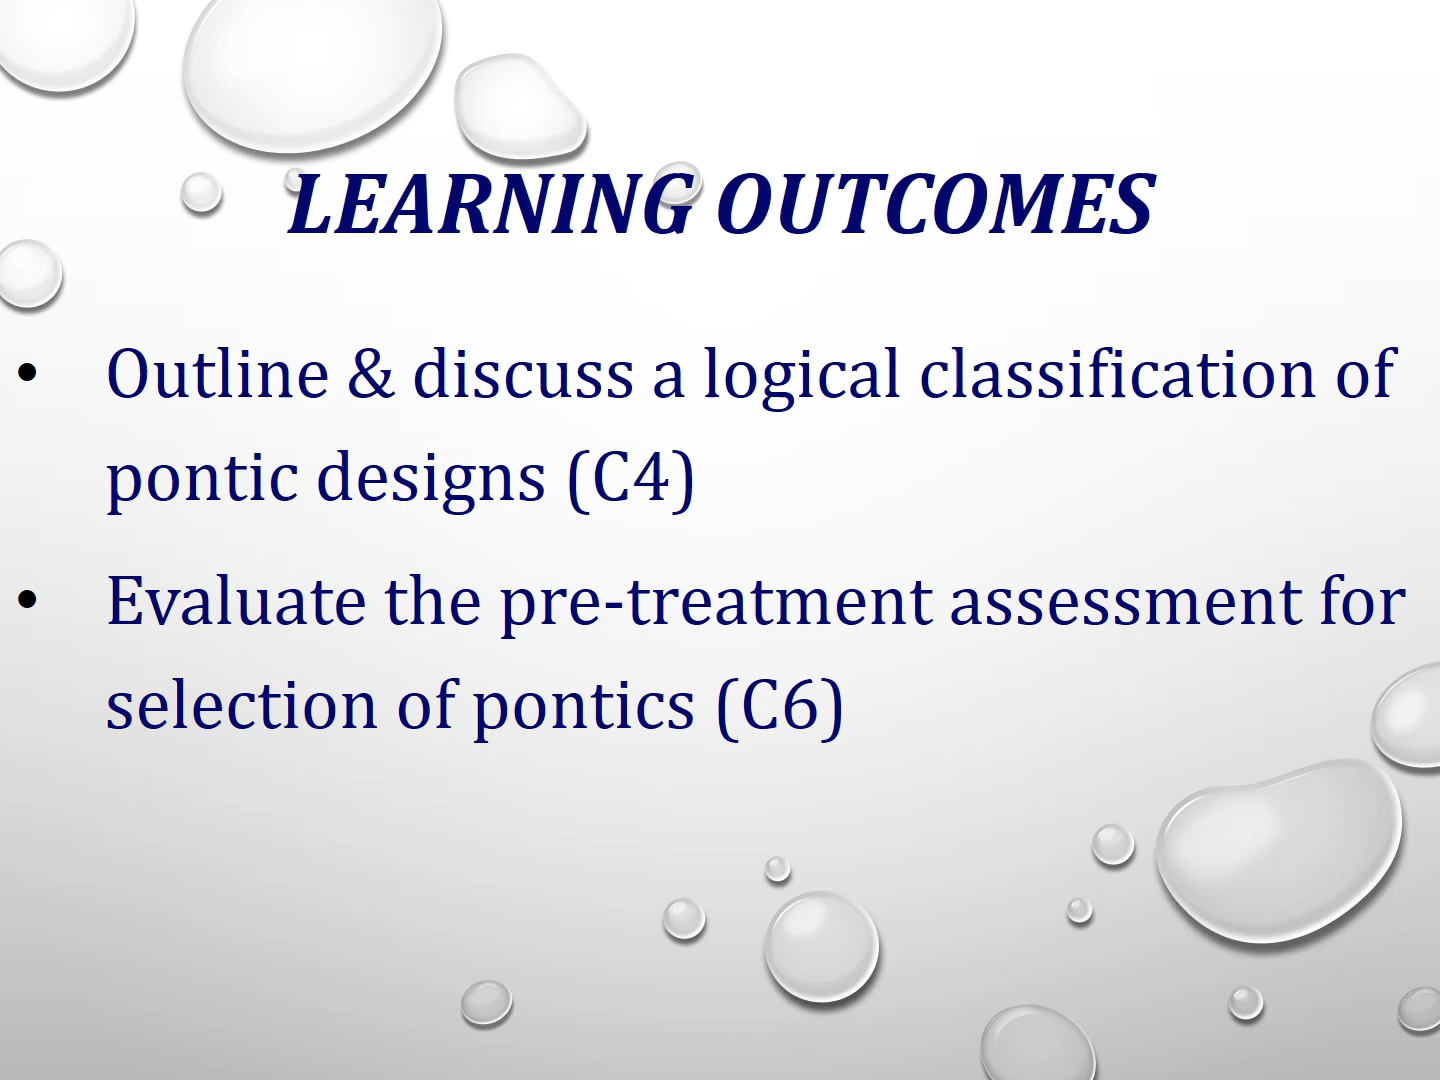 LEARNING OUTCOMES
• Outline & discuss a logical classification of
pontic designs (C4)
• Evaluate the pre-treatment assessment for
selection of pontics (C6)